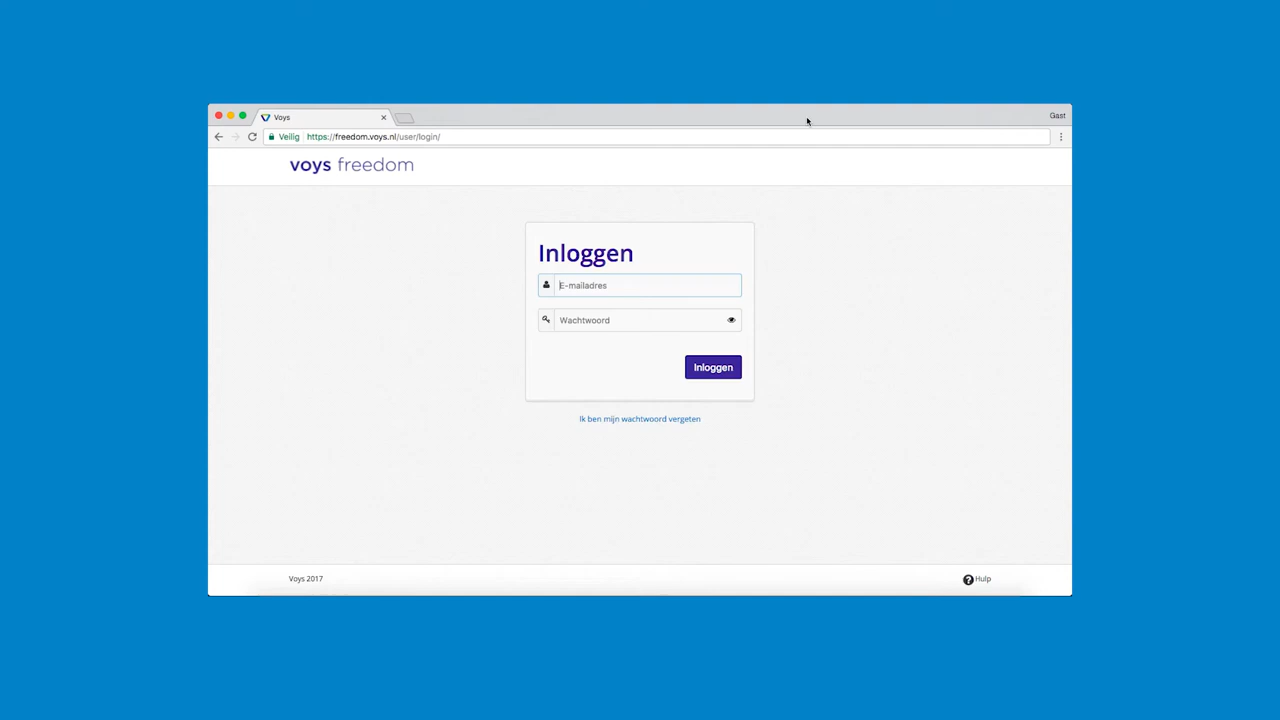 Voys
Gast
Veilig https://freedom.voys.nl/user/login/
voys freedom
Inloggen
E-mailadres
Wachtwoord
Inloggen
Ik ben mijn wachtwoord vergeten
Voys 2017
Hulp